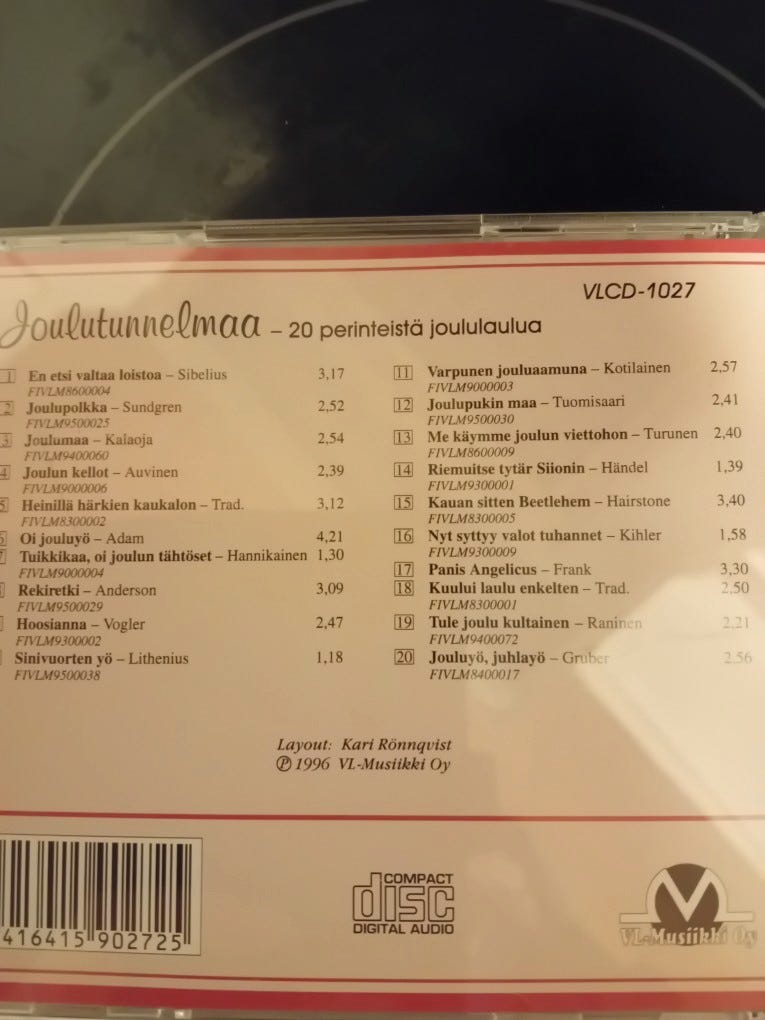 VLCD-1027
Joulutunnelmaa – 20 perinteistä joululaulua
1 En etsi valtaa loistoa – Sibelius 3,17
FIVLM8600004
2 Joulupolkka – Sundgren 2,52
FIVLM9500025
3 Joulumaa – Kalaoja 2,54
FIVLM9400060
4 Joulun kellot – Auvinen 2,39
FIVLM9000006
5 Heinillä härkien kaukalon – Trad. 3,12
FIVLM8300002
6 Oi jouluyö – Adam 4,21
7 Tuikkikaa, oi joulun tähtöset – Hannikainen 1,30
FIVLM9000004
Rekiretki – Anderson 3,09
FIVLM9500029
Hoosianna – Vogler 2,47
FIVLM9300002
Sinivuorten yö – Lithenius 1,18
FIVLM9500038
11 Varpunen jouluaamuna – Kotilainen 2,57
FIVLM9000003
12 Joulupukin maa – Tuomisaari 2,41
FIVLM9500030
13 Me käymme joulun viettohon – Turunen 2,40
FIVLM8600009
14 Riemuitse tytär Siionin – Händel 1,39
FIVLM9300001
15 Kauan sitten Beetlehem – Hairstone 3,40
FIVLM8300005
16 Nyt syttyy valot tuhannet – Kihler 1,58
FIVLM9300009
17 Panis Angelicus – Frank 3,30
18 Kuului laulu enkelten – Trad. 2,50
FIVLM8300001
19 Tule joulu kultainen – Raninen 2,21
FIVLM9400072
20 Jouluyö, juhlayö – Gruber 2.56
FIVLM8400017
Layout: Kari Rönnqvist
℗ 1996 VL-Musiikki Oy
416415 902725
COMPACT
disc
DIGITAL AUDIO
VL-Musiikki Oy